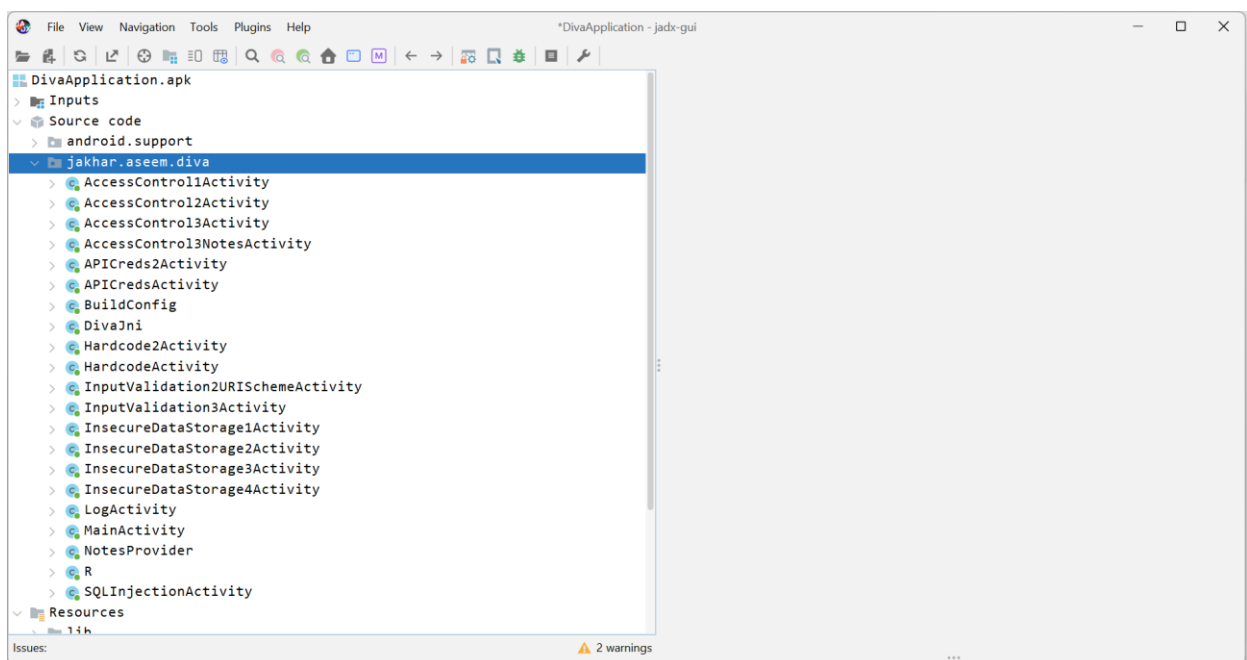 File View Navigation Tools Plugins Help *DivaApplication - jadx-gui
M
DivaApplication.apk
Inputs
Source code
android.support
jakhar.aseem.diva
AccessControl1Activity
AccessControl2Activity
AccessControl3Activity
AccessControl3NotesActivity
APICreds2Activity
APICredsActivity
BuildConfig
DivaJni
Hardcode2Activity
HardcodeActivity
InputValidation2URISchemeActivity
InputValidation3Activity
InsecureDataStorage1Activity
InsecureDataStorage2Activity
InsecureDataStorage3Activity
InsecureDataStorage4Activity
LogActivity
MainActivity
NotesProvider
R
SQLInjectionActivity
Resources
lib
Issues: 2 warnings